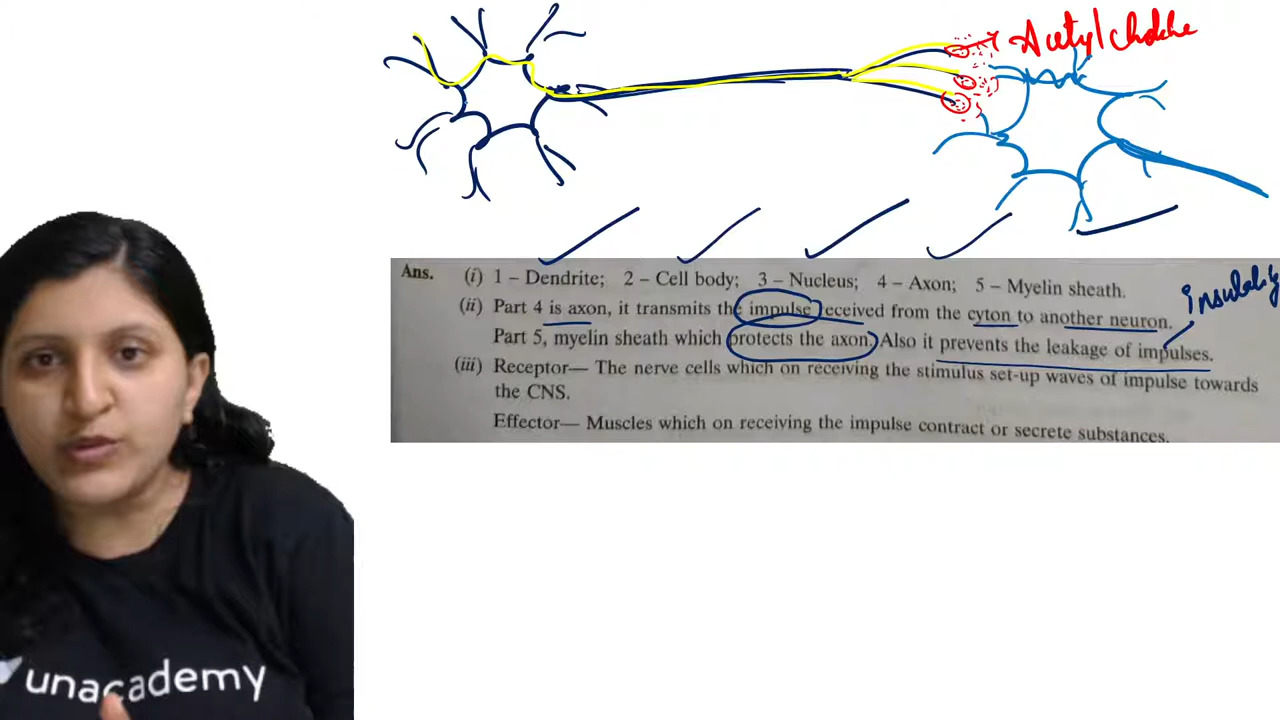 Acetylcholine
Ans. (i) 1 – Dendrite; 2 – Cell body; 3 – Nucleus; 4 – Axon; 5 – Myelin sheath.
(ii) Part 4 is axon, it transmits the impulse received from the cyton to another neuron.
Part 5, myelin sheath which protects the axon. Also it prevents the leakage of impulses.
(iii) Receptor— The nerve cells which on receiving the stimulus set-up waves of impulse towards
the CNS.
Effector— Muscles which on receiving the impulse contract or secrete substances.
unacademy